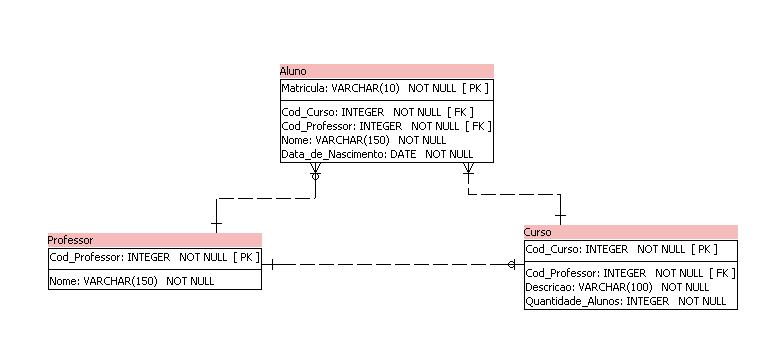 Aluno
Matricula: VARCHAR(10) NOT NULL [ PK ]
Cod_Curso: INTEGER NOT NULL [ FK ]
Cod_Professor: INTEGER NOT NULL [ FK ]
Nome: VARCHAR(150) NOT NULL
Data_de_Nascimento: DATE NOT NULL
Professor
Cod_Professor: INTEGER NOT NULL [ PK ]
Nome: VARCHAR(150) NOT NULL
Curso
Cod_Curso: INTEGER NOT NULL [ PK ]
Cod_Professor: INTEGER NOT NULL [ FK ]
Descricao: VARCHAR(100) NOT NULL
Quantidade_Alunos: INTEGER NOT NULL